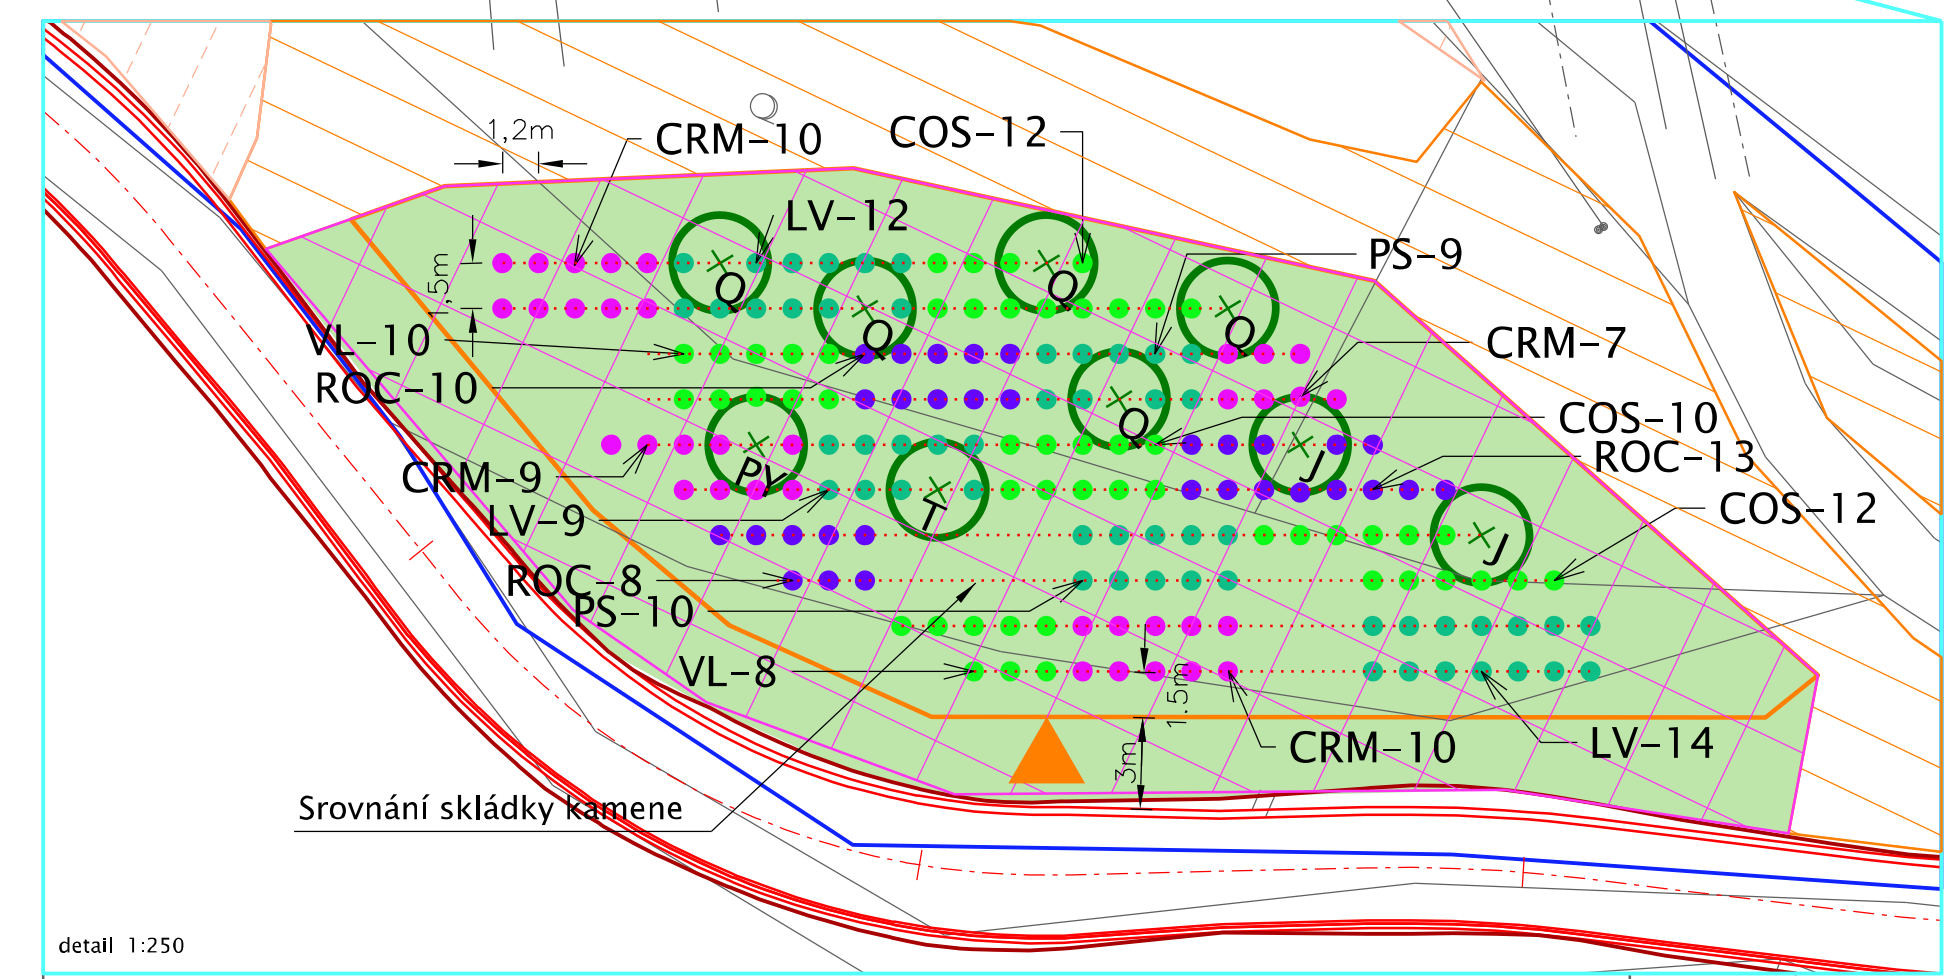 1,2m
CRM-10
COS-12
LV-12
PS-9
1,5m
Q
Q
Q
Q
VL-10
CRM-7
ROC-10
COS-10
Q
ROC-13
CRM-9
PY
J
LV-9
T
COS-12
J
ROC-8
PS-10
VL-8
1.5m
CRM-10
LV-14
3m
Srovnání skládky kamene
detail 1:250